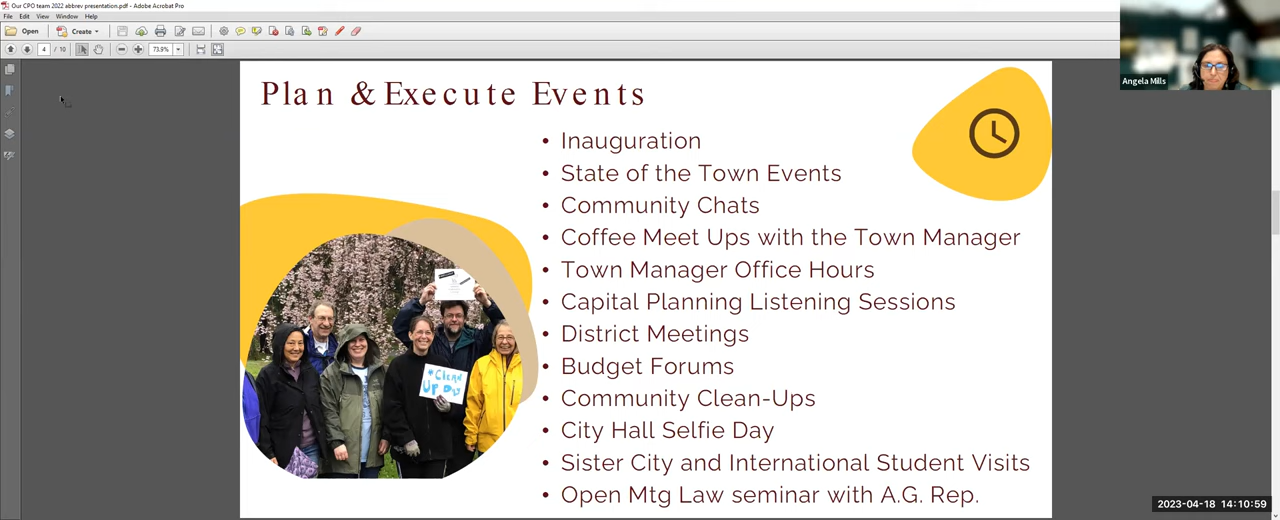 Our CPO team 2022 abbrev presentation.pdf - Adobe Acrobat Pro
File Edit View Window Help
Open Create
4 / 10 73.9%
Angela Mills
Plan & Execute Events
• Inauguration
• State of the Town Events
• Community Chats
• Coffee Meet Ups with the Town Manager
• Town Manager Office Hours
• Capital Planning Listening Sessions
• District Meetings
• Budget Forums
• Community Clean-Ups
• City Hall Selfie Day
• Sister City and International Student Visits
• Open Mtg Law seminar with A.G. Rep.
#Clean
Up
2023-04-18 14:10:59